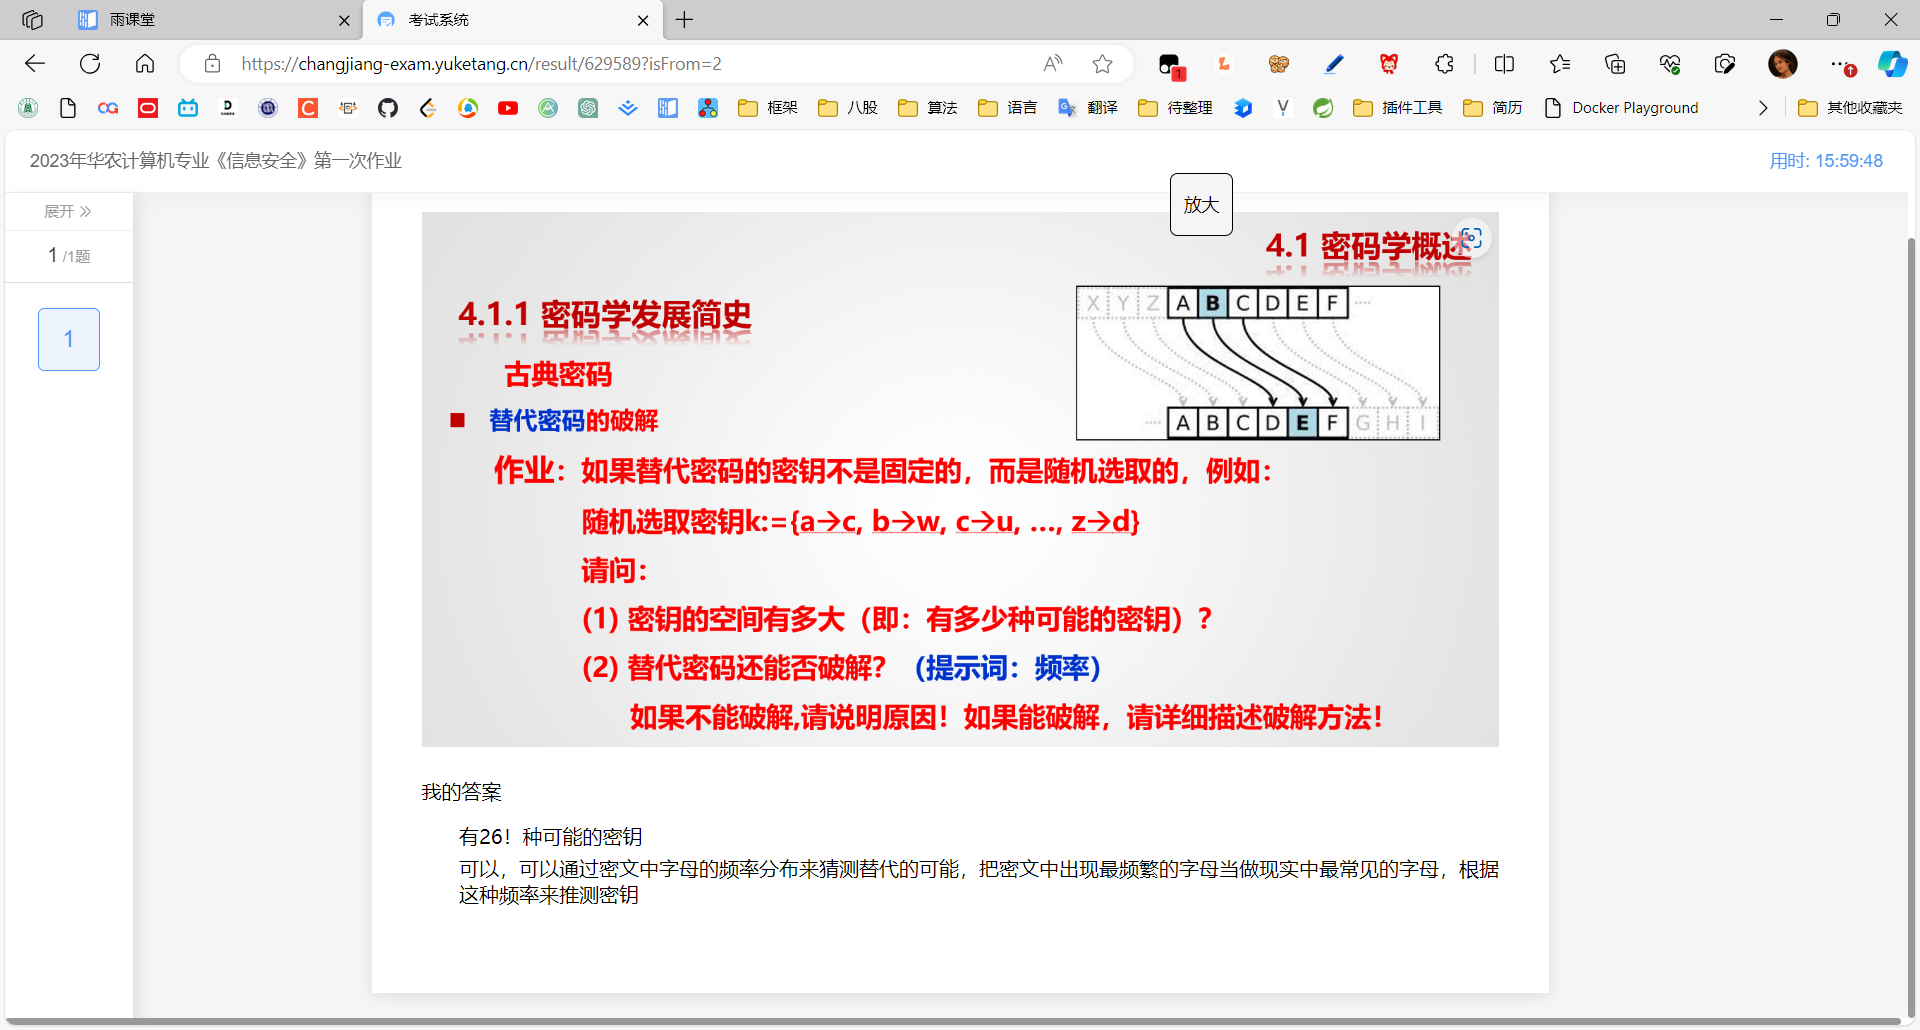 雨课堂
考试系统
https://changjiang-exam.yuketang.cn/result/629589?isFrom=2
1
框架
八股
算法
语言
翻译
待整理
插件工具
简历
Docker Playground
其他收藏夹
2023年华农计算机专业《信息安全》第一次作业
用时: 15:59:48
展开
放大
1 /1题
1
4.1 密码学概述
4.1.1 密码学发展简史
X Y Z A B C D E F ····
···· A B C D E F G H I
古典密码
替代密码的破解
作业：如果替代密码的密钥不是固定的，而是随机选取的，例如：
随机选取密钥k:={a→c, b→w, c→u, …, z→d}
请问：
(1) 密钥的空间有多大（即：有多少种可能的密钥）？
(2) 替代密码还能否破解？（提示词：频率）
如果不能破解,请说明原因！如果能破解，请详细描述破解方法！
我的答案
有26！种可能的密钥
可以，可以通过密文中字母的频率分布来猜测替代的可能，把密文中出现最频繁的字母当做现实中最常见的字母，根据
这种频率来推测密钥